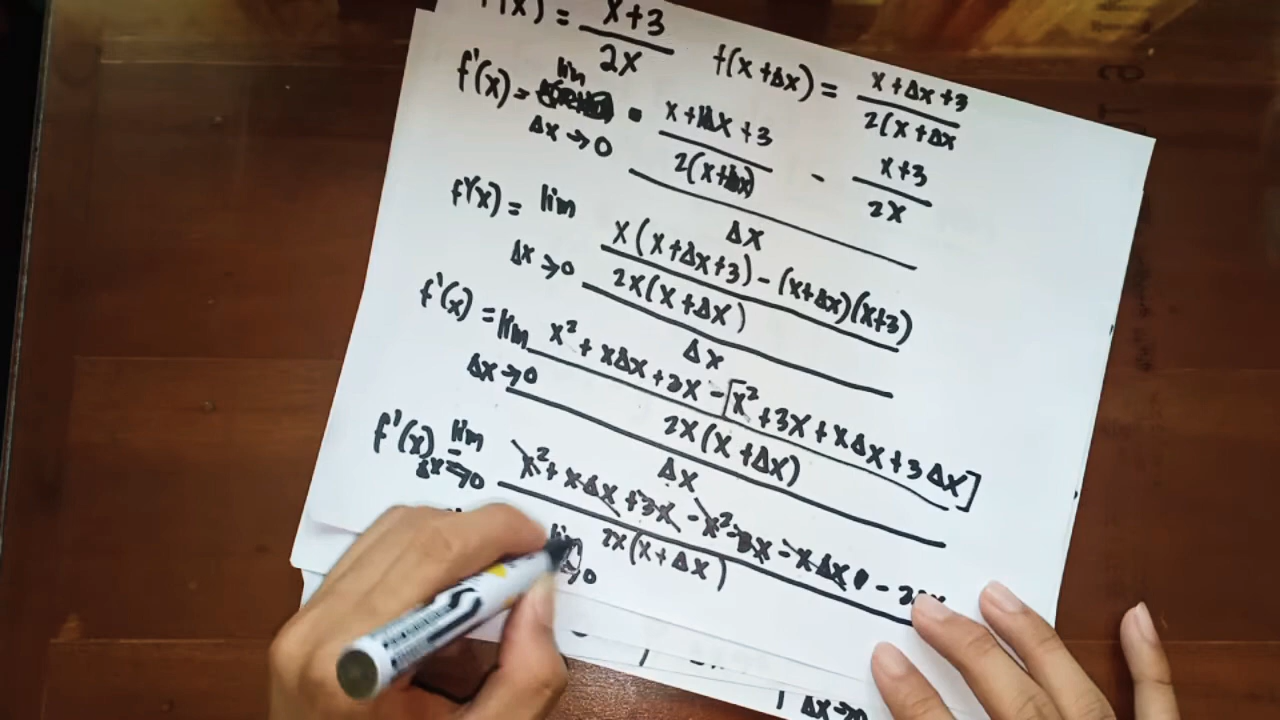 f(x) = x+3 / 2x f(x + Δx) = x + Δx + 3 / 2(x + Δx
f'(x) = lim Δx → 0 x + Δx + 3 / 2(x + Δx) - x+3 / 2x
Δx
f'(x) = lim Δx → 0 x(x + Δx + 3) - (x + Δx)(x+3) / 2x(x + Δx)
Δx
f'(x) = lim Δx → 0 x² + xΔx + 3x - [x² + 3x + xΔx + 3Δx] / 2x(x + Δx)
Δx
f'(x) = lim Δx → 0 x² + xΔx + 3x - x² - 3x - xΔx - 3Δx / 2x(x + Δx)
lim → 0
Δx → 0